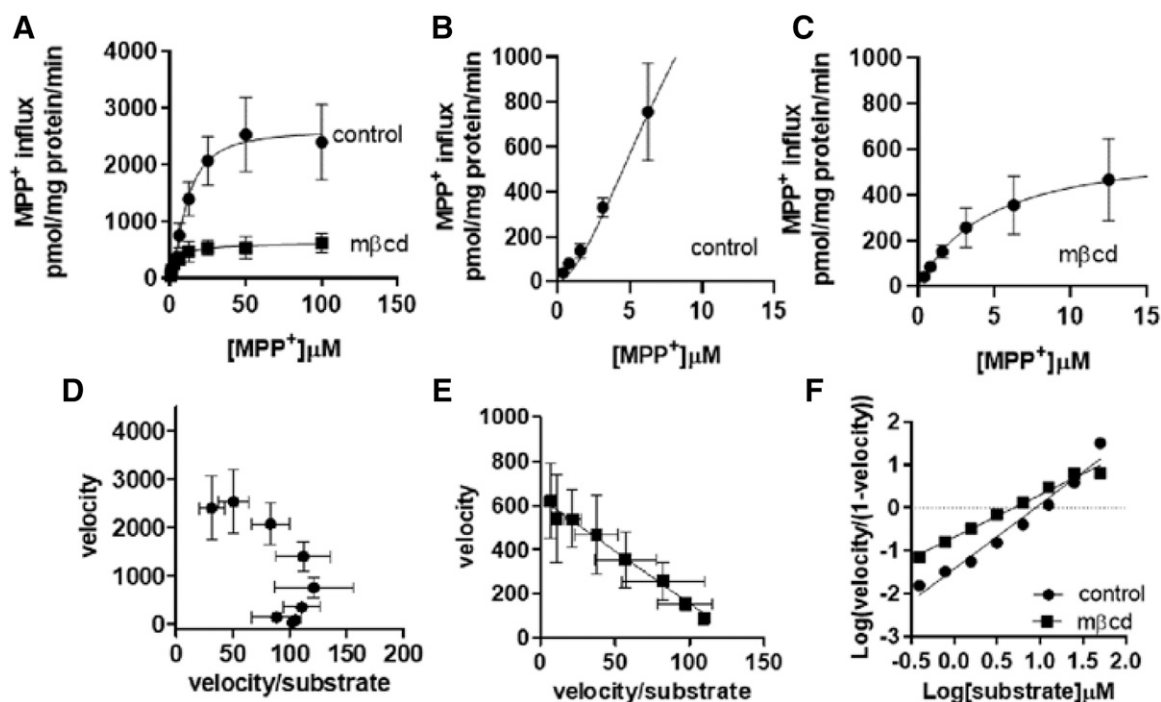 A
MPP⁺ influx
pmol/mg protein/min
4000
3000
2000
1000
0
0 50 100 150
[MPP⁺]µM
control
mβcd
B
MPP⁺ influx
pmol/mg protein/min
1000
800
600
400
200
0
0 5 10 15
[MPP⁺]µM
control
C
MPP⁺ influx
pmol/mg protein/min
1000
800
600
400
200
0
0 5 10 15
[MPP⁺]µM
mβcd
D
velocity
4000
3000
2000
1000
0
0 50 100 150 200
velocity/substrate
E
velocity
1000
800
600
400
200
0
0 50 100 150
velocity/substrate
F
Log(velocity/(1-velocity))
2
1
0
-1
-2
-3
-0.5 0.0 0.5 1.0 1.5 2.0
Log[substrate]µM
control
mβcd